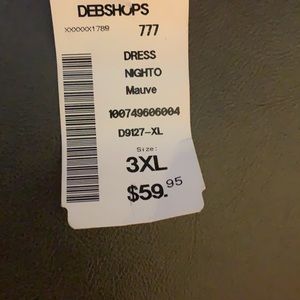 DEBSHOPS
XXXXXX1789 777
DRESS
NIGHTO
Mauve
100749606004
D9127-XL
Size:
3XL
$59.95